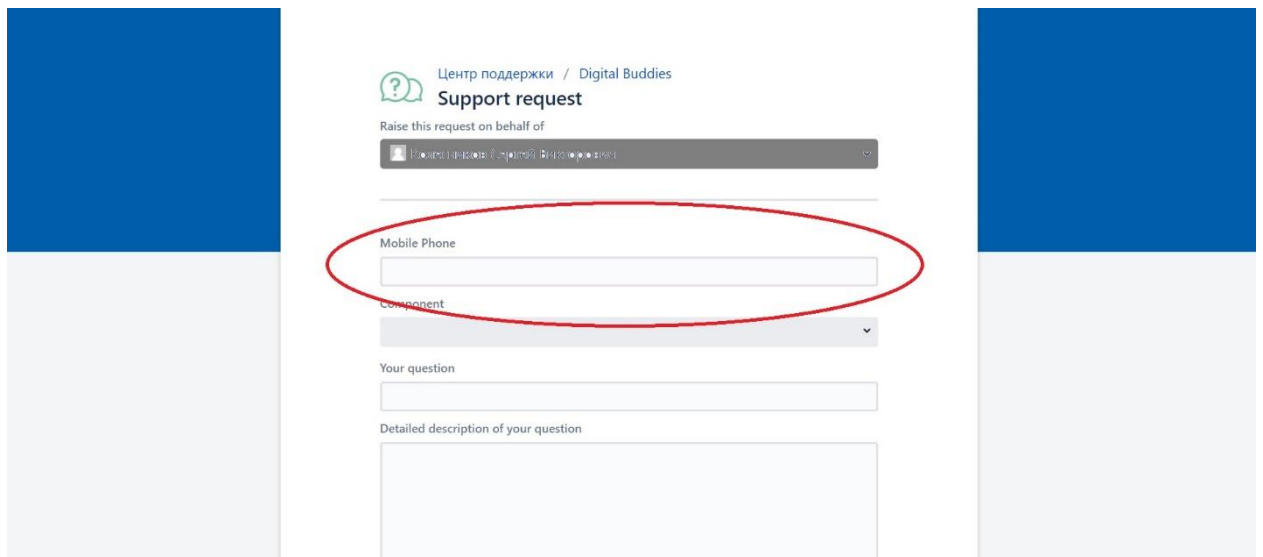 Центр поддержки / Digital Buddies
Support request
Raise this request on behalf of
Mobile Phone
Component
Your question
Detailed description of your question